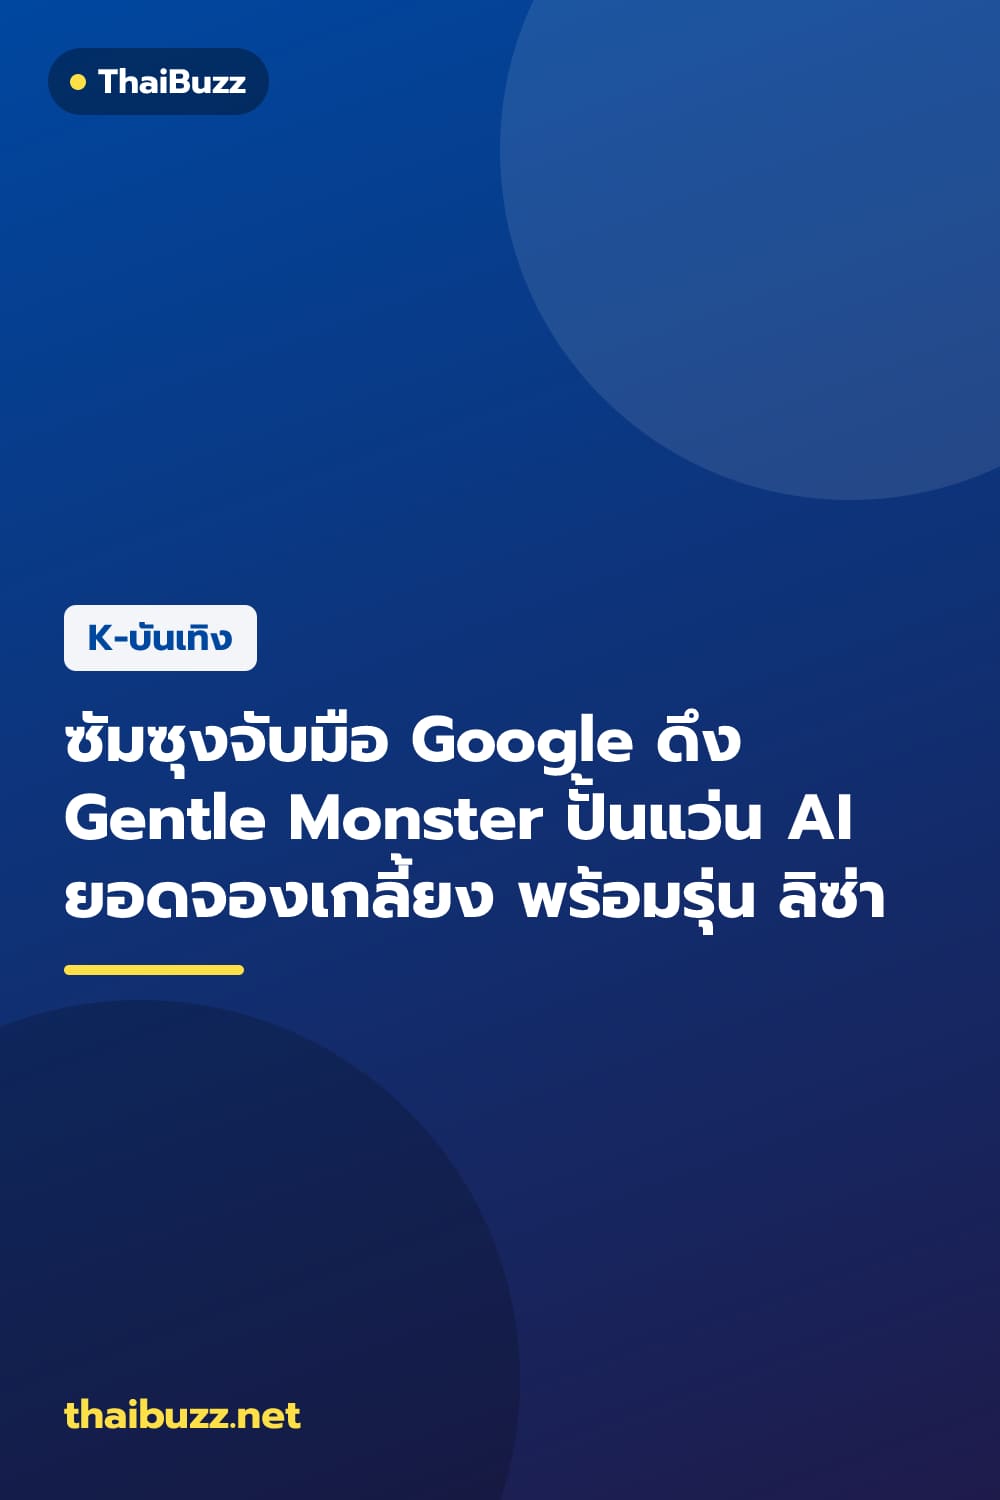 ThaiBuzz
K-บันเทิง
ซัมซุงจับมือ Google ดึง
Gentle Monster ปั้นแว่น AI
ยอดจองเกลี้ยง พร้อมรุ่น ลิซ่า
thaibuzz.net